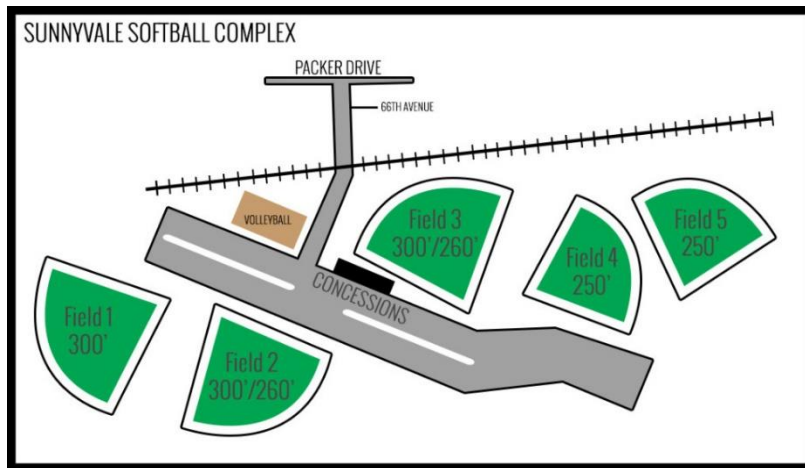 SUNNYVALE SOFTBALL COMPLEX
PACKER DRIVE
66TH AVENUE
VOLLEYBALL
Field 3
300'/260'
Field 5
250'
Field 4
250'
CONCESSIONS
Field 1
300'
Field 2
300'/260'